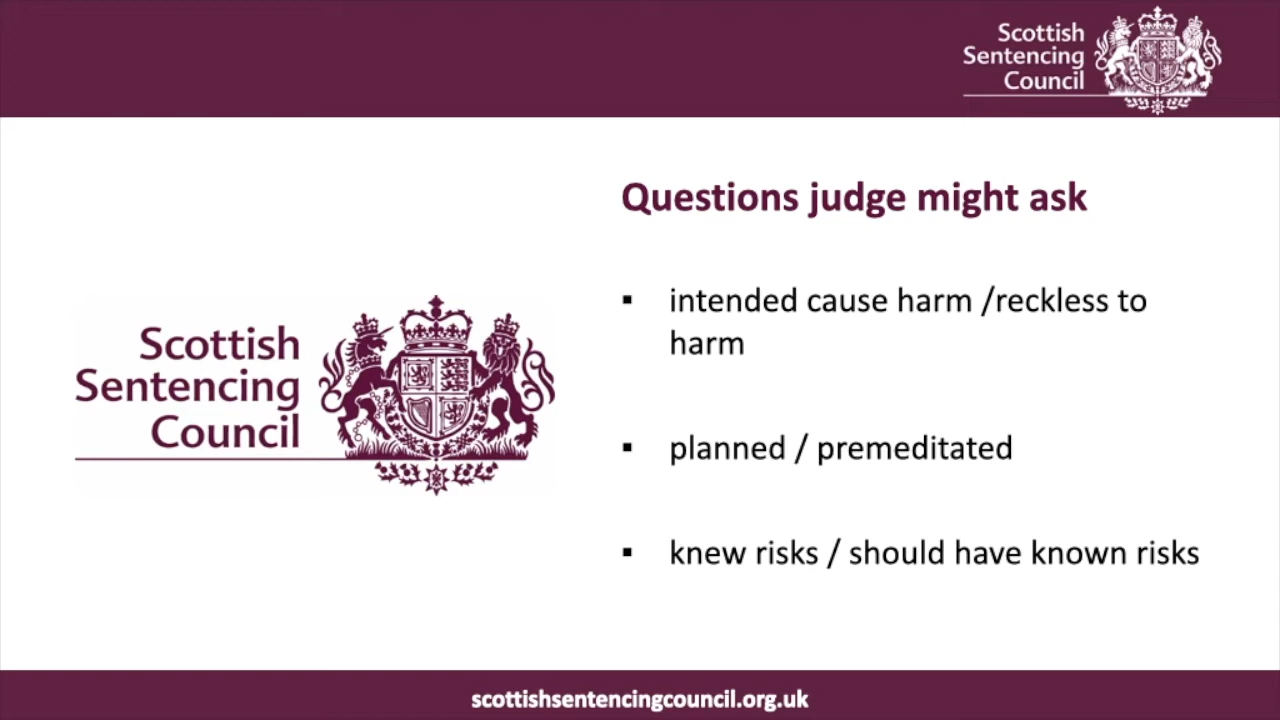 Scottish
Sentencing
Council
Questions judge might ask
▪ intended cause harm /reckless to
harm
▪ planned / premeditated
▪ knew risks / should have known risks
Scottish
Sentencing
Council
scottishsentencingcouncil.org.uk